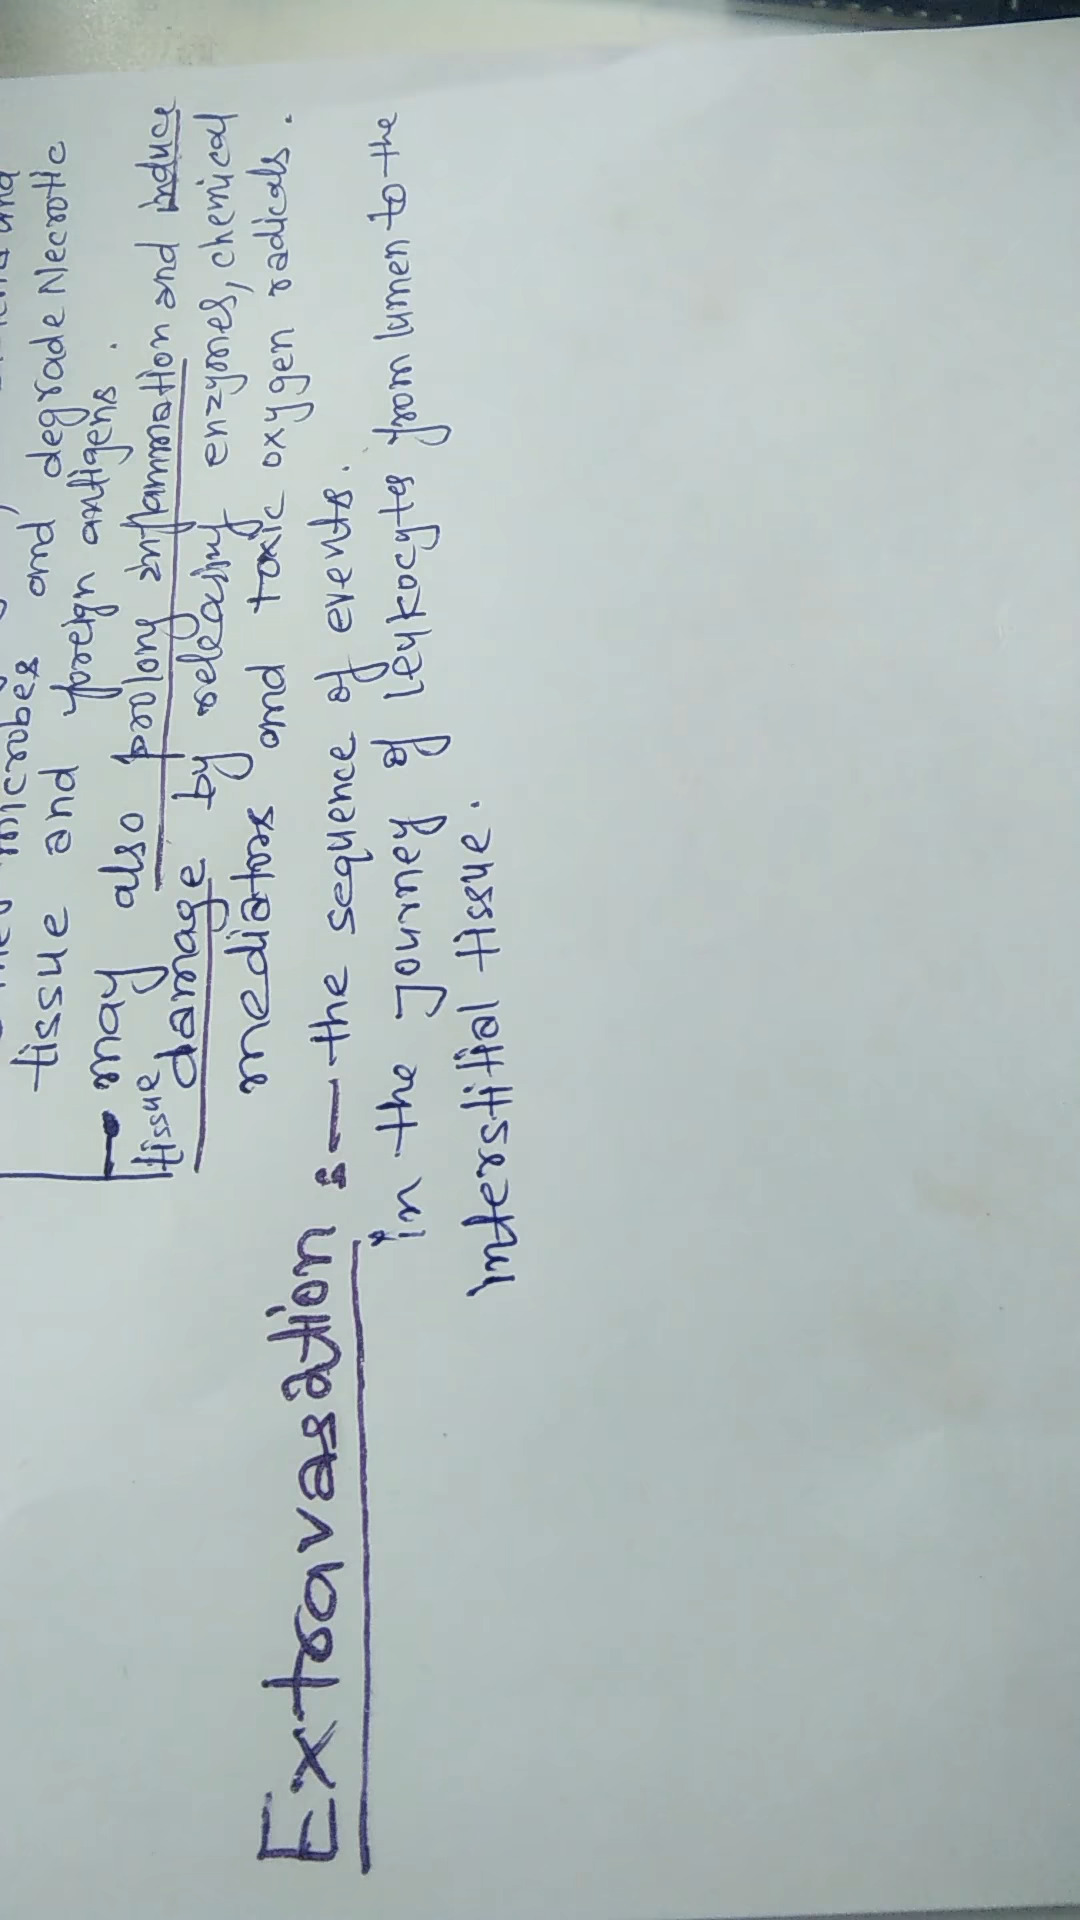 microbes and, degrade Necrotic
tissue and foreign antigens.
may also prolong inflammation and induce
tissue damage by releasing enzymes, chemical
mediators and toxic oxygen radicals.
Extravasation :- the sequence of events.
in the journey of leukocytes from lumen to the
interstitial tissue.